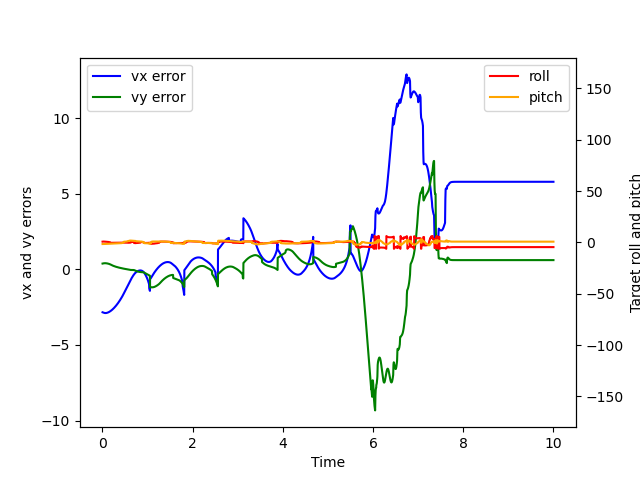 vx error
vy error
roll
pitch
10
5
0
−5
−10
150
100
50
0
−50
−100
−150
0
2
4
6
8
10
Time
vx and vy errors
Target roll and pitch